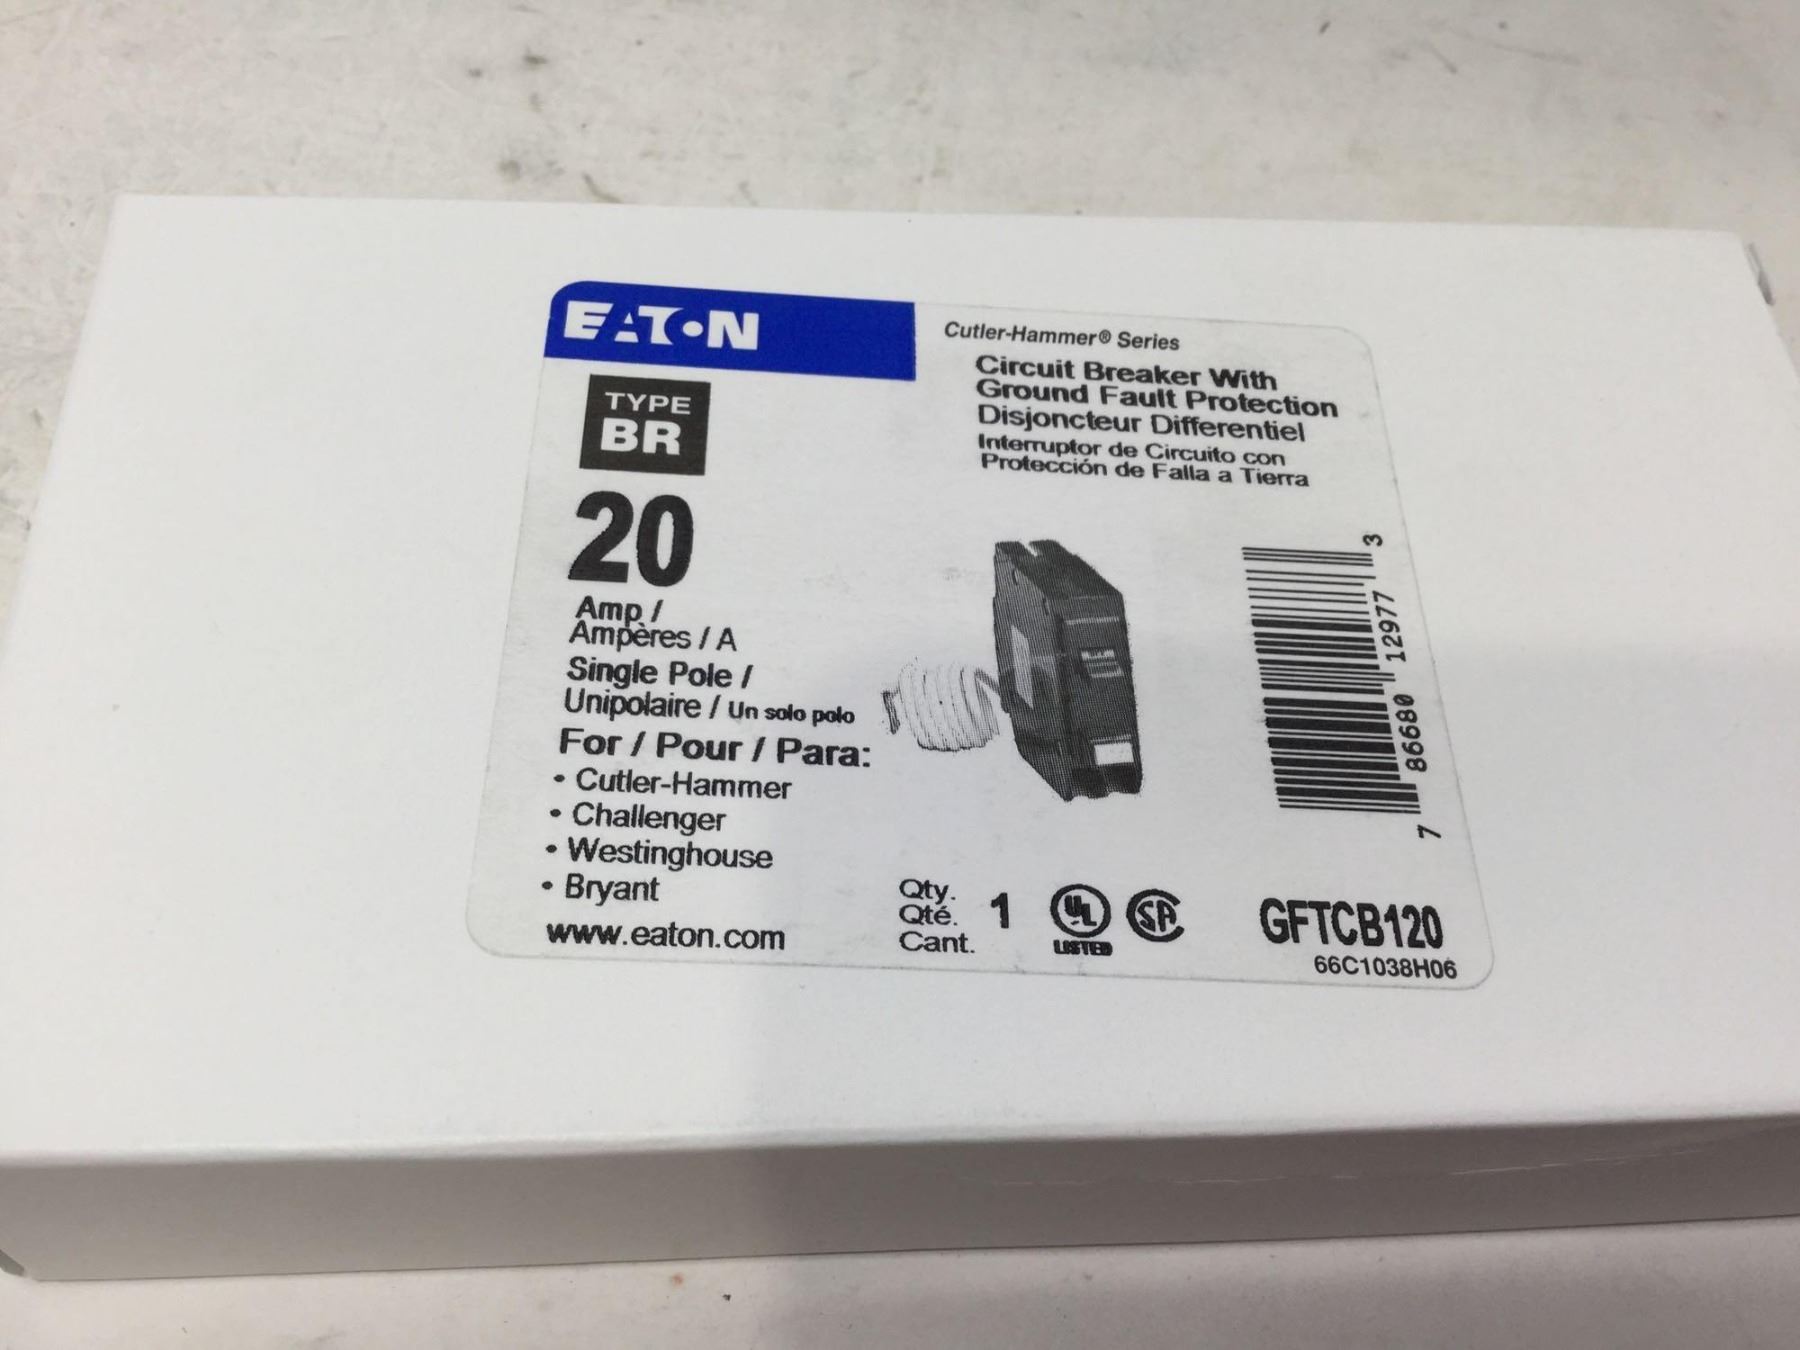 EATON
Cutler-Hammer® Series
Circuit Breaker With
Ground Fault Protection
Disjoncteur Differentiel
Interruptor de Circuito con
Protección de Falla a Tierra
TYPE
BR
20
Amp /
Ampères / A
Single Pole /
Unipolaire / Un solo polo
For / Pour / Para:
• Cutler-Hammer
• Challenger
• Westinghouse
• Bryant
www.eaton.com
Qty.
Qté. 1
Cant.
UL
LISTED
SA
7 86680 12977 3
GFTCB120
66C1038H06